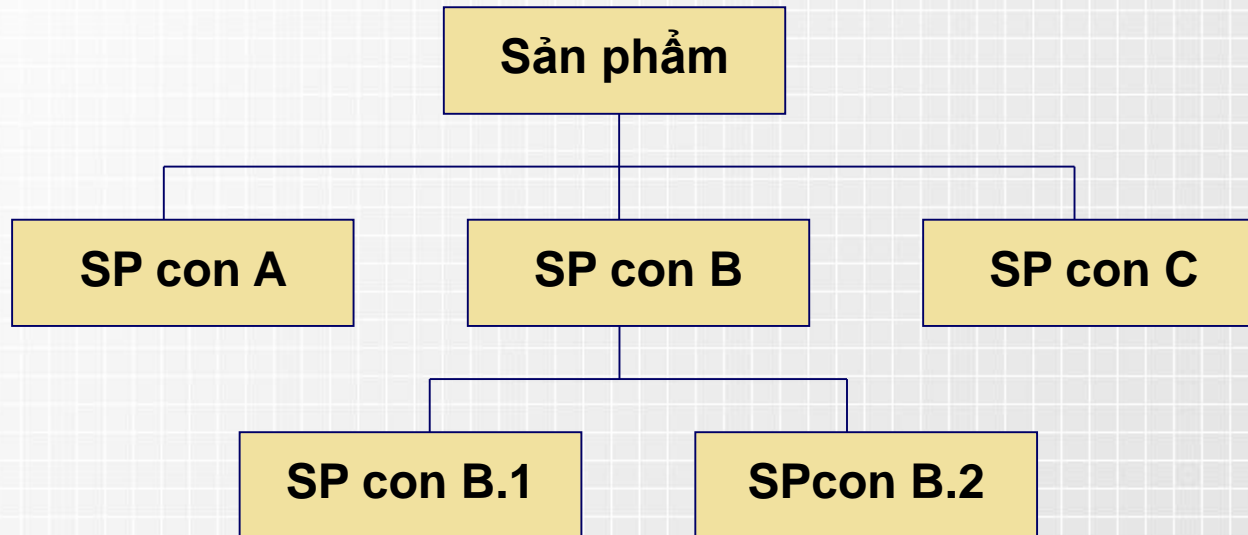 Sản phẩm
SP con A
SP con B
SP con C
SP con B.1
SPcon B.2